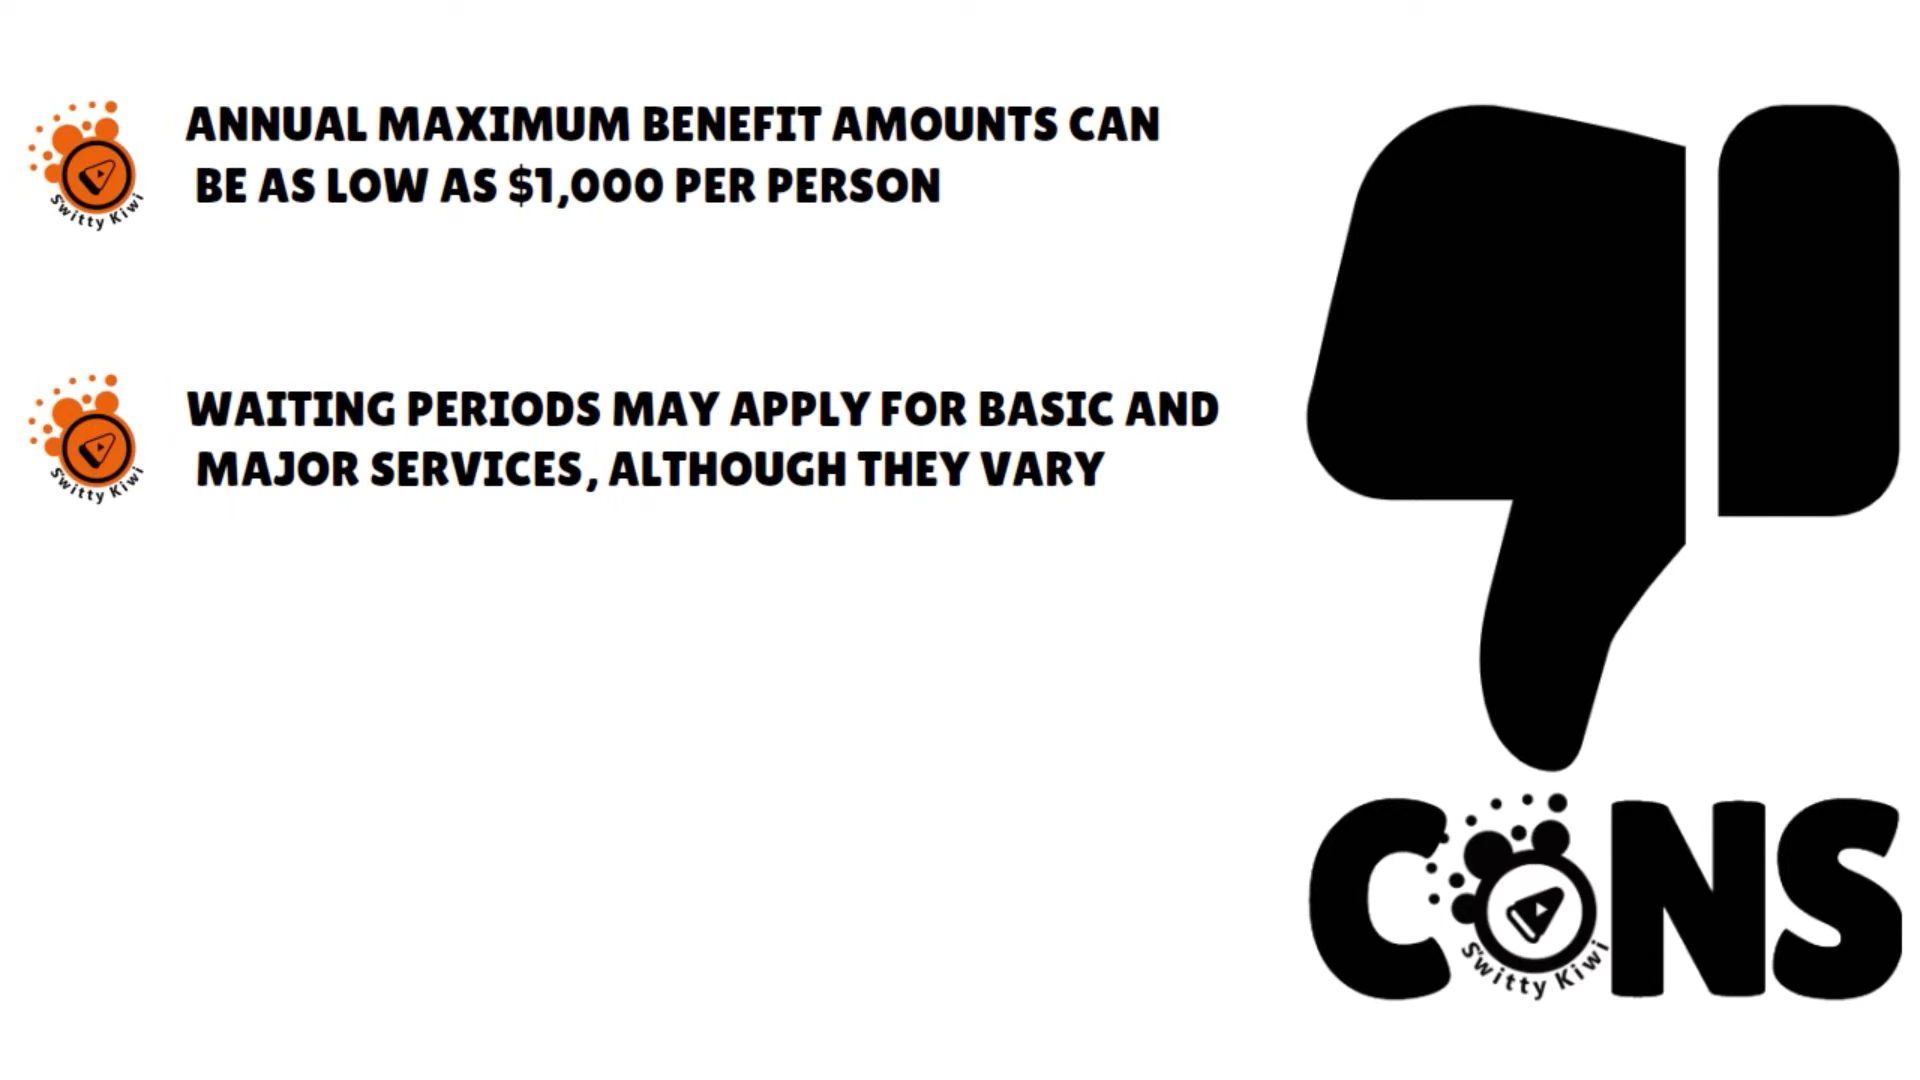 ANNUAL MAXIMUM BENEFIT AMOUNTS CAN
BE AS LOW AS $1,000 PER PERSON
Switty Kiwi
WAITING PERIODS MAY APPLY FOR BASIC AND
MAJOR SERVICES, ALTHOUGH THEY VARY
Switty Kiwi
CONS
Switty Kiwi